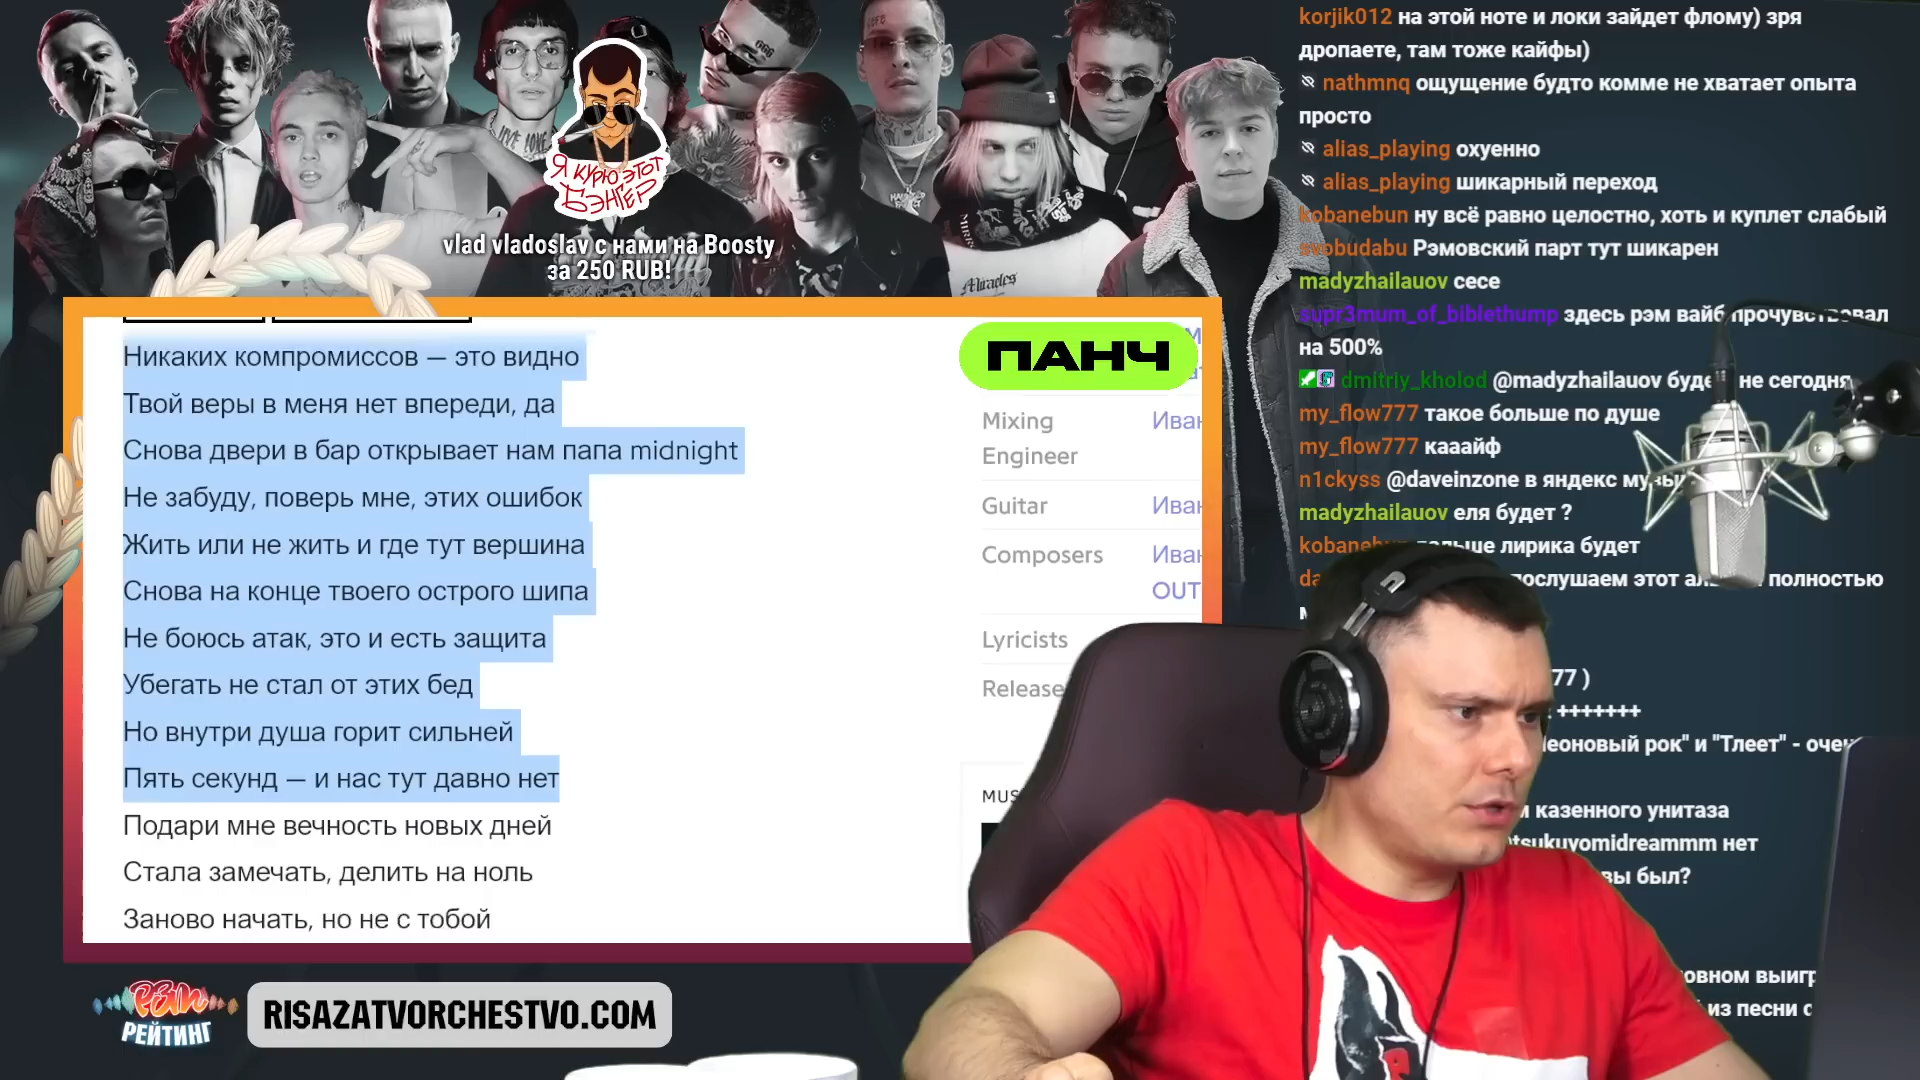 Я КУРЮ ЭТОТ
БЭНГЕР
vlad vladoslav с нами на Boosty
за 250 RUB!
ПАНЧ
Никаких компромиссов — это видно
Твой веры в меня нет впереди, да
Снова двери в бар открывает нам папа midnight
Не забуду, поверь мне, этих ошибок
Жить или не жить и где тут вершина
Снова на конце твоего острого шипа
Не боюсь атак, это и есть защита
Убегать не стал от этих бед
Но внутри душа горит сильней
Пять секунд — и нас тут давно нет
Подари мне вечность новых дней
Стала замечать, делить на ноль
Заново начать, но не с тобой
Mixing
Engineer
Guitar
Composers
OUT
Lyricists
Release
РЭП
РЕЙТИНГ
RISAZATVORCHESTVO.COM
korjik012 на этой ноте и локи зайдет флому) зря
дропаете, там тоже кайфы)
nathmnq ощущение будто комме не хватает опыта
просто
alias_playing охуенно
alias_playing шикарный переход
kobanebun ну всё равно целостно, хоть и куплет слабый
svobudabu Рэмовский парт тут шикарен
madyzhailauov сесе
supr3mum_of_biblethump здесь рэм вайб прочувствовал
на 500%
dmitriy_kholod @madyzhailauov не сегодня
my_flow777 такое больше по душе
my_flow777 кааайф
n1ckyss @daveinzone в яндекс
madyzhailauov еля будет ?
лирика будет
послушаем этот полностью
77 )
+++++++
рок" и "Тлеет" -
казенного унитаза
нет
вы был?
из песни